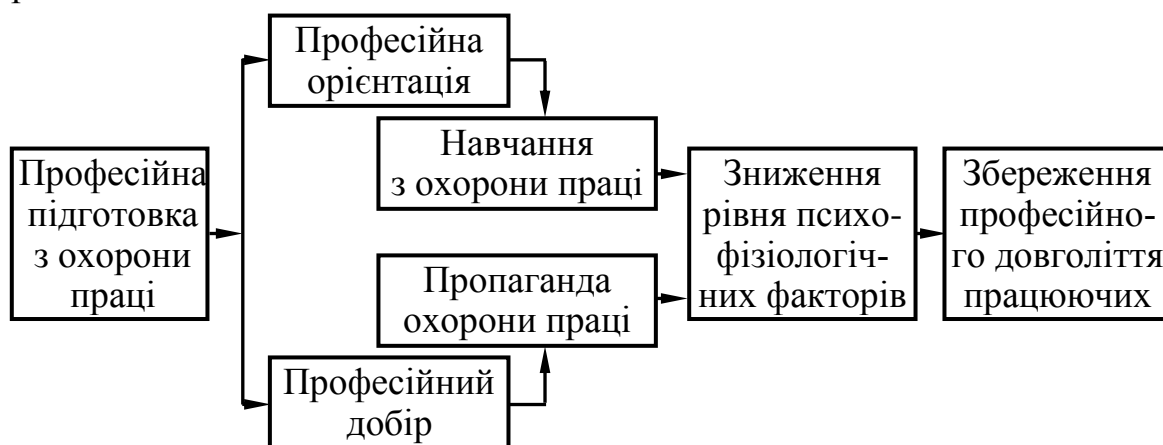 Професійна
орієнтація
Навчання
з охорони праці
Професійна
підготовка
з охорони
праці
Зниження
рівня психо-
фізіологіч-
них факторів
Збереження
професійно-
го довголіття
працюючих
Пропаганда
охорони праці
Професійний
добір